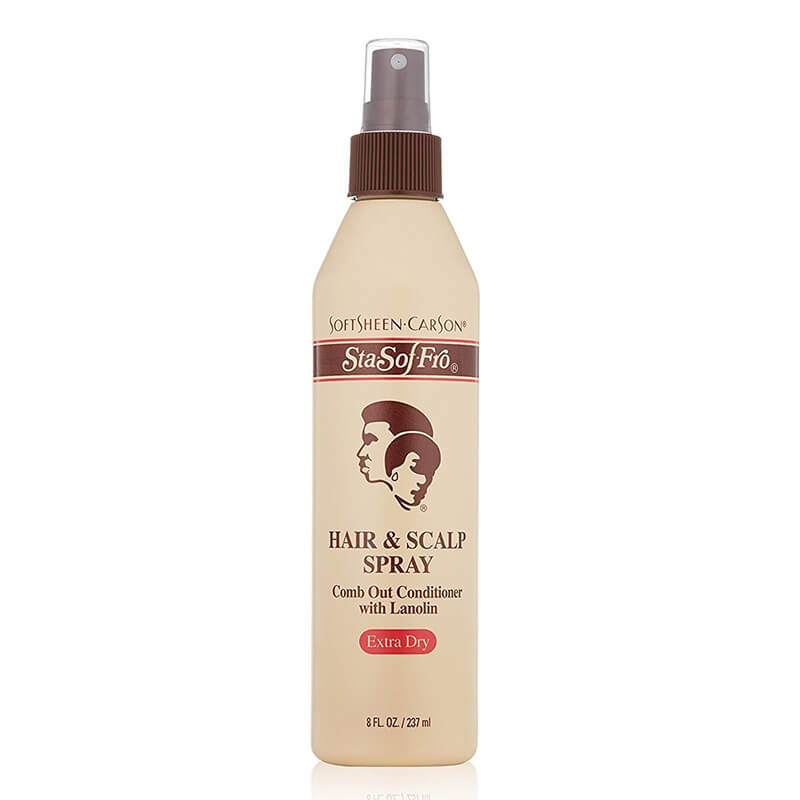 SOFTSHEEN·CARSON®
Sta·Sof·Fro®
®
HAIR & SCALP
SPRAY
Comb Out Conditioner
with Lanolin
Extra Dry
8 FL. OZ. / 237 ml